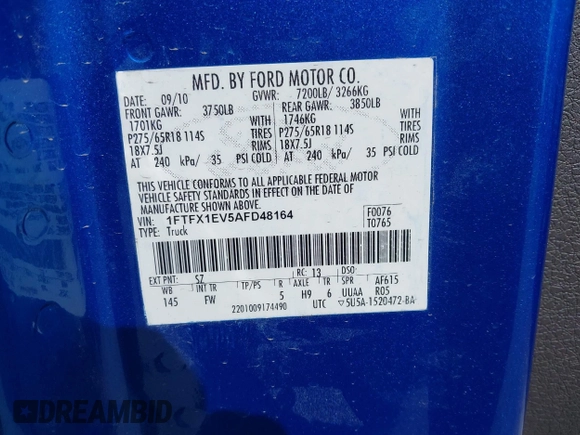 MFD. BY FORD MOTOR CO.
DATE: 09/10 GVWR: 7200LB/ 3266KG
FRONT GAWR: 3750LB REAR GAWR: 3850LB
1701KG WITH 1746KG WITH
P275/65R18 114S TIRES P275/65R18 114S TIRES
18X7.5J RIMS 18X7.5J RIMS
AT 240 kPa/ 35 PSI COLD AT 240 kPa/ 35 PSI COLD
THIS VEHICLE CONFORMS TO ALL APPLICABLE FEDERAL MOTOR
VEHICLE SAFETY STANDARDS IN EFFECT ON THE DATE OF
MANUFACTURE SHOWN ABOVE.
VIN: 1FTFX1EV5AFD48164 F0076
TYPE: Truck T0765
EXT PNT: SZ RC: 13 DSO:
WB INT TR TP/PS R AXLE TR SPR AF615
145 FW 5 H9 6 UUAA R05
2201009174490 UTC ▽5U5A-1520472-BA
DREAMBID